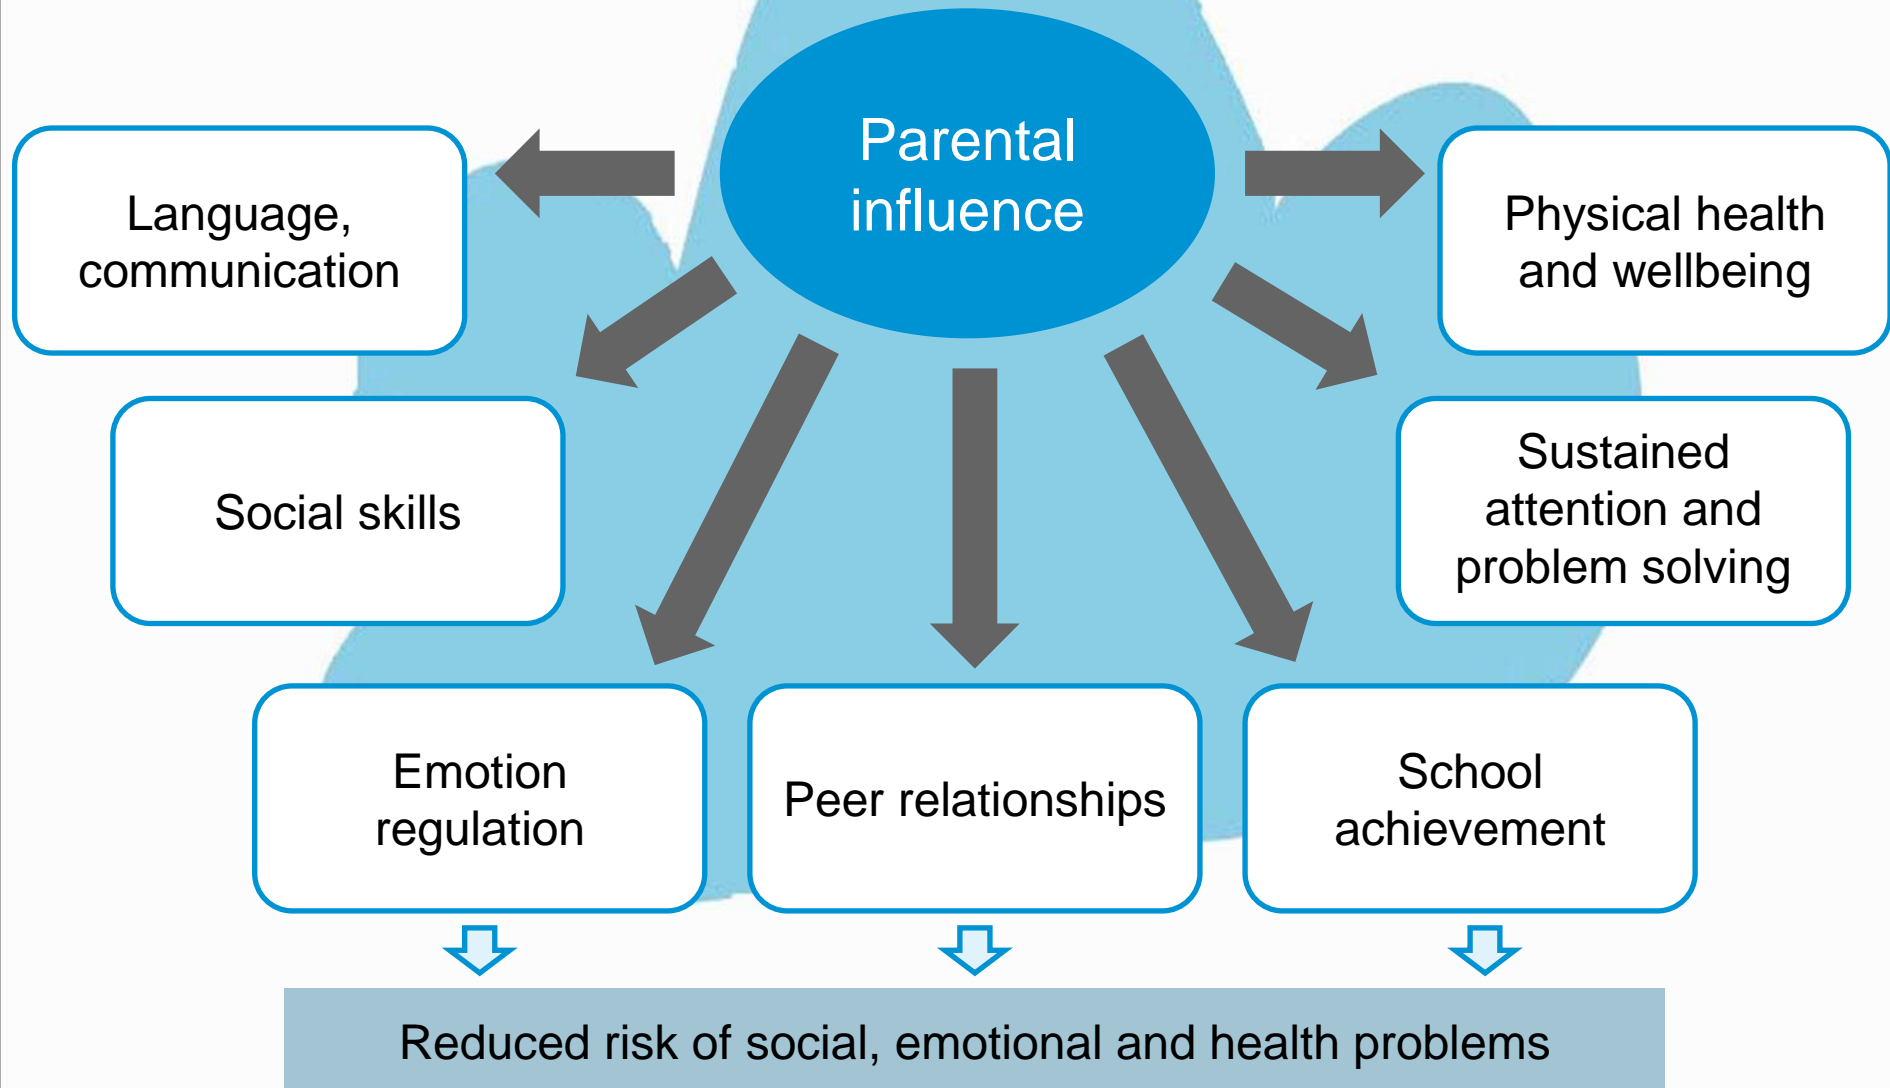 Parental
influence
Language,
communication
Physical health
and wellbeing
Social skills
Sustained
attention and
problem solving
Emotion
regulation
Peer relationships
School
achievement
Reduced risk of social, emotional and health problems